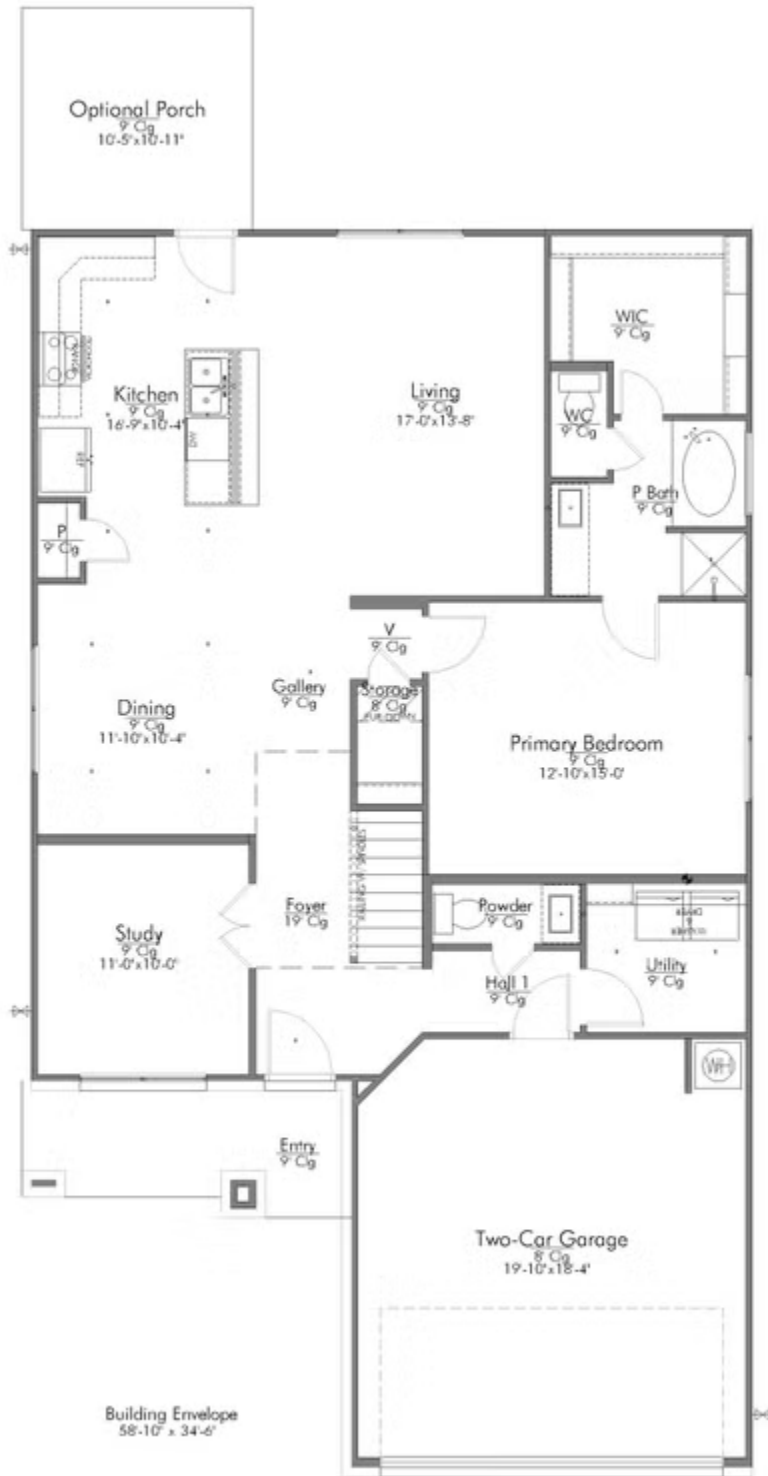 Optional Porch
9' Clg
10'-5"x10'-11"
WIC
9' Clg
Kitchen
9' Clg
16'-9"x10'-4"
Living
9' Clg
17'-0"x13'-8"
WC
9' Clg
DW
REF
P Bath
9' Clg
P
9' Clg
V
9' Clg
Gallery
9' Clg
Storage
8' Clg
Dining
9' Clg
11'-10"x10'-4"
Primary Bedroom
9' Clg
12'-10"x15'-0"
Foyer
19' Clg
Powder
9' Clg
Study
9' Clg
11'-0"x10'-0"
WASHER
&
DRYER
Utility
9' Clg
Hall 1
9' Clg
WH
Entry
9' Clg
Two-Car Garage
8' Clg
19'-10"x18'-4"
Building Envelope
58'-10" x 34'-6"